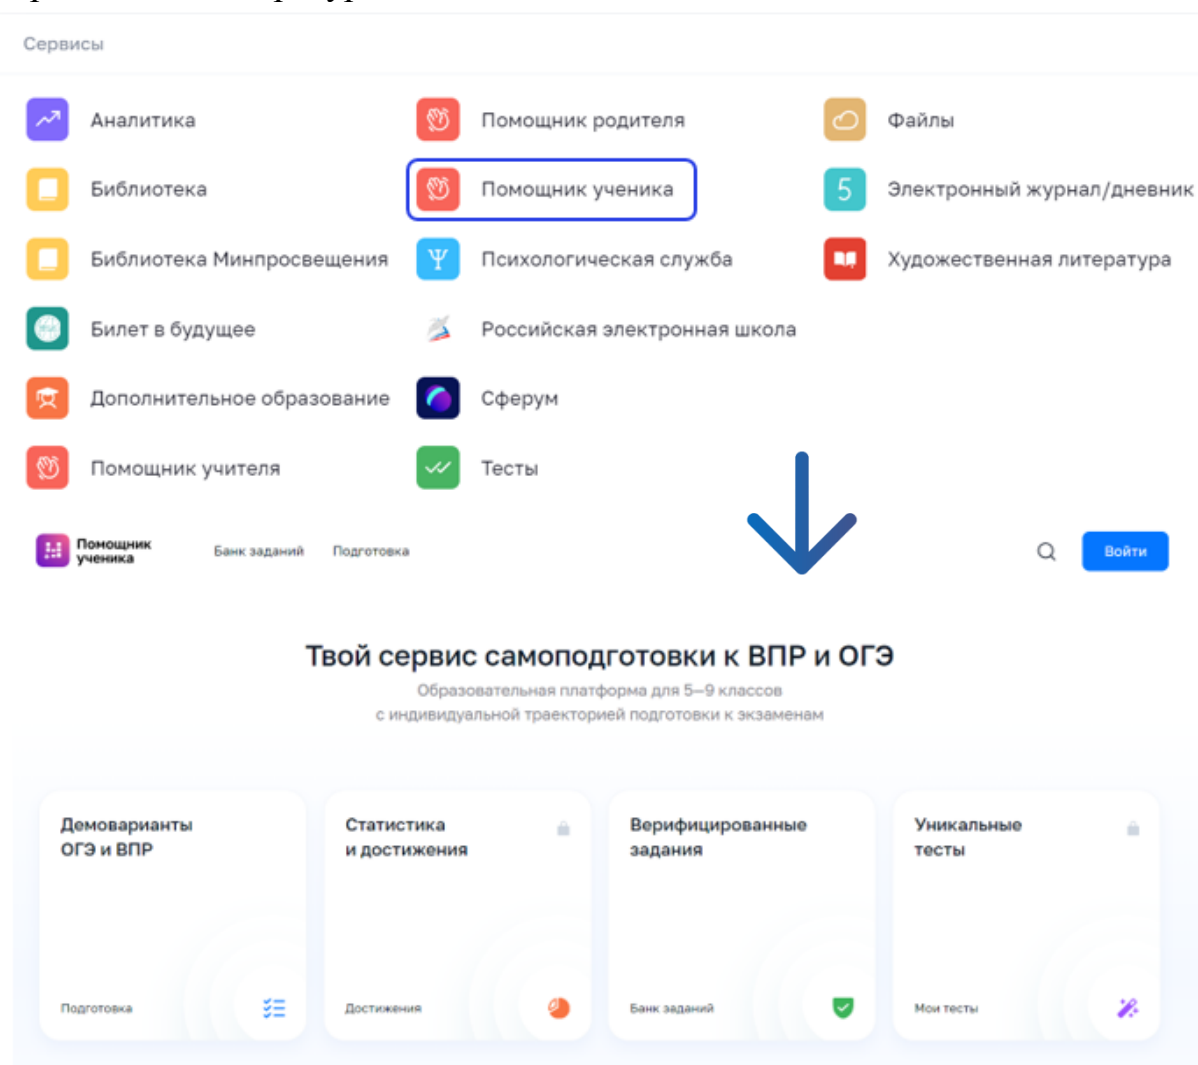 Сервисы
Аналитика
Помощник родителя
Файлы
Библиотека
Помощник ученика
5
Электронный журнал/дневник
Библиотека Минпросвещения
Ψ
Психологическая служба
Художественная литература
Билет в будущее
Российская электронная школа
Дополнительное образование
Сферум
Помощник учителя
Тесты
Помощник
ученика
Банк заданий
Подготовка
Войти
Твой сервис самоподготовки к ВПР и ОГЭ
Образовательная платформа для 5–9 классов
с индивидуальной траекторией подготовки к экзаменам
Демоварианты
ОГЭ и ВПР
Подготовка
Статистика
и достижения
Достижения
Верифицированные
задания
Банк заданий
Уникальные
тесты
Мои тесты